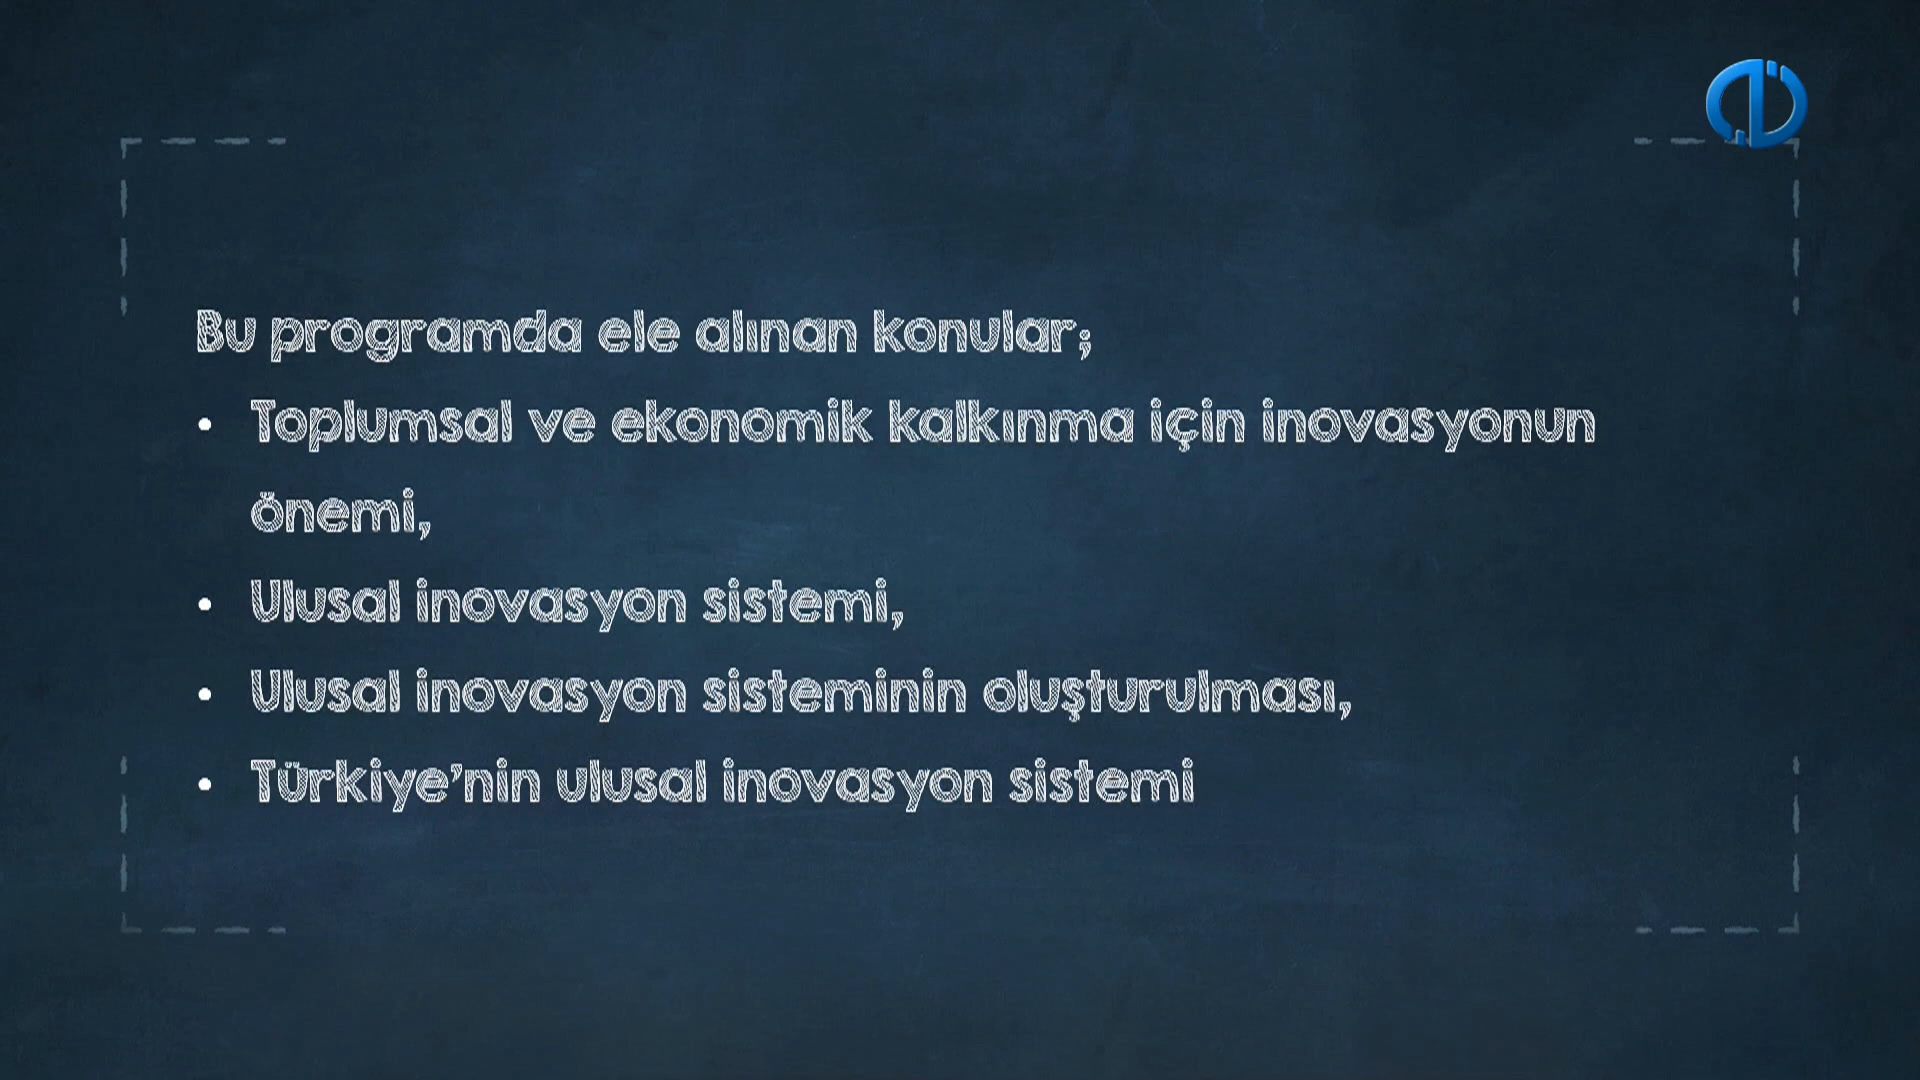 Bu programda ele alınan konular;
• Toplumsal ve ekonomik kalkınma için inovasyonun
önemi,
• Ulusal inovasyon sistemi,
• Ulusal inovasyon sisteminin oluşturulması,
• Türkiye'nin ulusal inovasyon sistemi